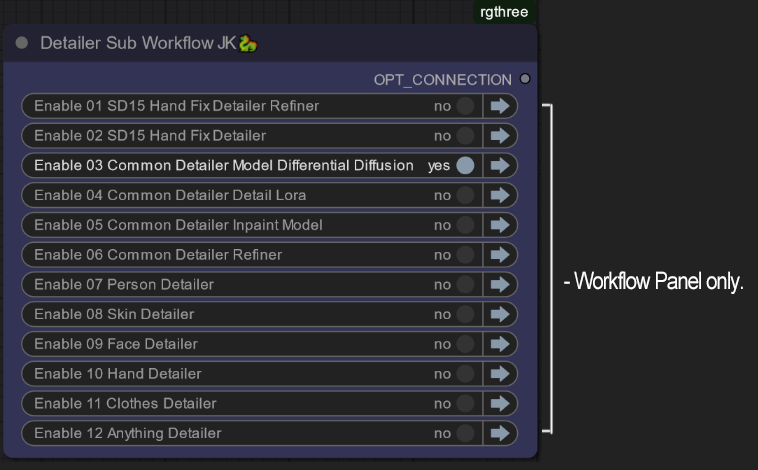 rgthree
Detailer Sub Workflow JK🐍
OPT_CONNECTION
Enable 01 SD15 Hand Fix Detailer Refiner no
Enable 02 SD15 Hand Fix Detailer no
Enable 03 Common Detailer Model Differential Diffusion yes
Enable 04 Common Detailer Detail Lora no
Enable 05 Common Detailer Inpaint Model no
Enable 06 Common Detailer Refiner no
- Workflow Panel only.
Enable 07 Person Detailer no
Enable 08 Skin Detailer no
Enable 09 Face Detailer no
Enable 10 Hand Detailer no
Enable 11 Clothes Detailer no
Enable 12 Anything Detailer no